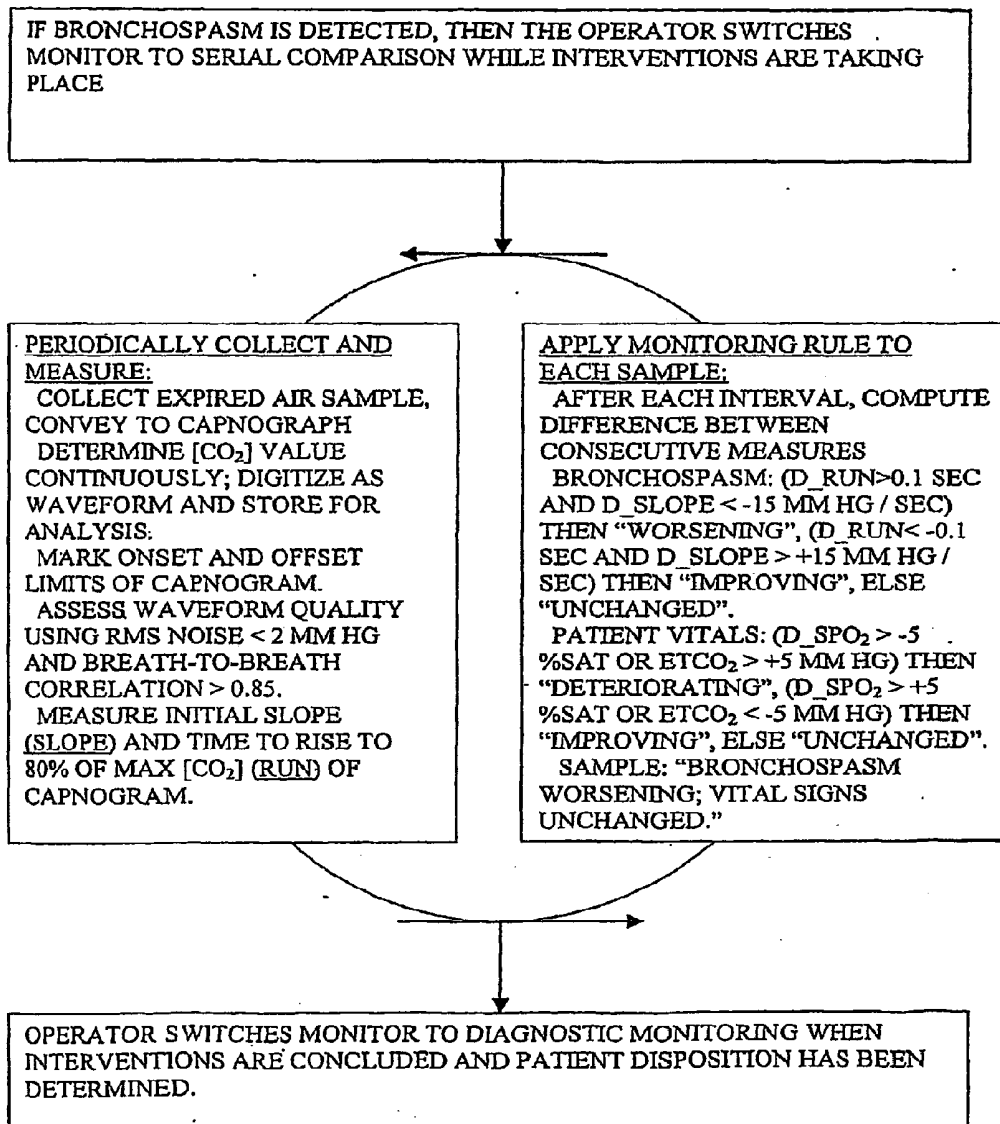 IF BRONCHOSPASM IS DETECTED, THEN THE OPERATOR SWITCHES
MONITOR TO SERIAL COMPARISON WHILE INTERVENTIONS ARE TAKING
PLACE
PERIODICALLY COLLECT AND
MEASURE:
COLLECT EXPIRED AIR SAMPLE,
CONVEY TO CAPNOGRAPH
DETERMINE [CO₂] VALUE
CONTINUOUSLY; DIGITIZE AS
WAVEFORM AND STORE FOR
ANALYSIS.
MARK ONSET AND OFFSET
LIMITS OF CAPNOGRAM.
ASSESS WAVEFORM QUALITY
USING RMS NOISE < 2 MM HG
AND BREATH-TO-BREATH
CORRELATION > 0.85.
MEASURE INITIAL SLOPE
(SLOPE) AND TIME TO RISE TO
80% OF MAX [CO₂] (RUN) OF
CAPNOGRAM.
APPLY MONITORING RULE TO
EACH SAMPLE:
AFTER EACH INTERVAL, COMPUTE
DIFFERENCE BETWEEN
CONSECUTIVE MEASURES
BRONCHOSPASM: (D_RUN>0.1 SEC
AND D_SLOPE < -15 MM HG / SEC)
THEN “WORSENING”, (D_RUN< -0.1
SEC AND D_SLOPE > +15 MM HG /
SEC) THEN “IMPROVING”, ELSE
“UNCHANGED”.
PATIENT VITALS: (D_SPO₂ > -5
%SAT OR ETCO₂ > +5 MM HG) THEN
“DETERIORATING”, (D_SPO₂ > +5
%SAT OR ETCO₂ < -5 MM HG) THEN
“IMPROVING”, ELSE “UNCHANGED”.
SAMPLE: “BRONCHOSPASM
WORSENING; VITAL SIGNS
UNCHANGED.”
OPERATOR SWITCHES MONITOR TO DIAGNOSTIC MONITORING WHEN
INTERVENTIONS ARE CONCLUDED AND PATIENT DISPOSITION HAS BEEN
DETERMINED.